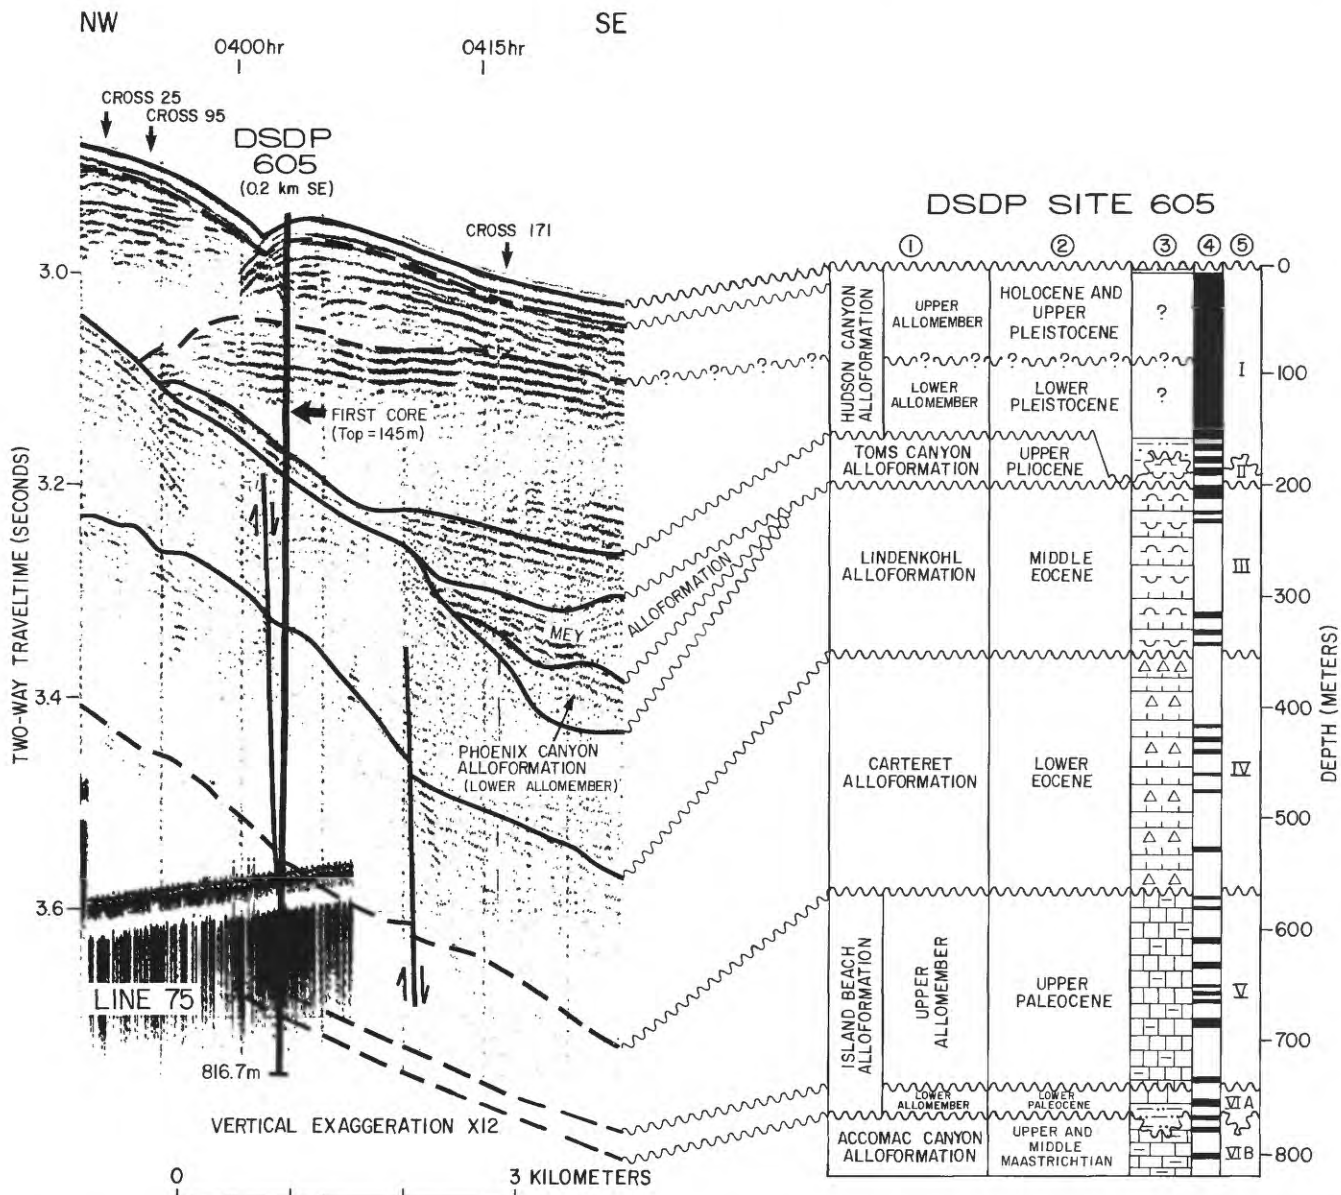 NW
SE
0400hr
0415hr
CROSS 25
CROSS 95
DSDP
605
(0.2 km SE)
CROSS 171
3.0
3.2
3.4
3.6
TWO-WAY TRAVELTIME (SECONDS)
FIRST CORE
(Top = 145m)
MEY
ALLOFORMATION
PHOENIX CANYON
ALLOFORMATION
(LOWER ALLOMEMBER)
LINE 75
816.7m
VERTICAL EXAGGERATION X12
0
3 KILOMETERS
? ? ? ?
DSDP SITE 605
① ② ③ ④ ⑤
HUDSON CANYON
ALLOFORMATION
UPPER
ALLOMEMBER
HOLOCENE AND
UPPER
PLEISTOCENE
?
? ? ? ? ? ?
I
LOWER
ALLOMEMBER
LOWER
PLEISTOCENE
?
TOMS CANYON
ALLOFORMATION
UPPER
PLIOCENE
II
LINDENKOHL
ALLOFORMATION
MIDDLE
EOCENE
III
CARTERET
ALLOFORMATION
LOWER
EOCENE
IV
ISLAND BEACH
ALLOFORMATION
UPPER
ALLOMEMBER
UPPER
PALEOCENE
V
LOWER
ALLOMEMBER
LOWER
PALEOCENE
VI A
ACCOMAC CANYON
ALLOFORMATION
UPPER AND
MIDDLE
MAASTRICHTIAN
VI B
0
100
200
300
400
500
600
700
800
DEPTH (METERS)